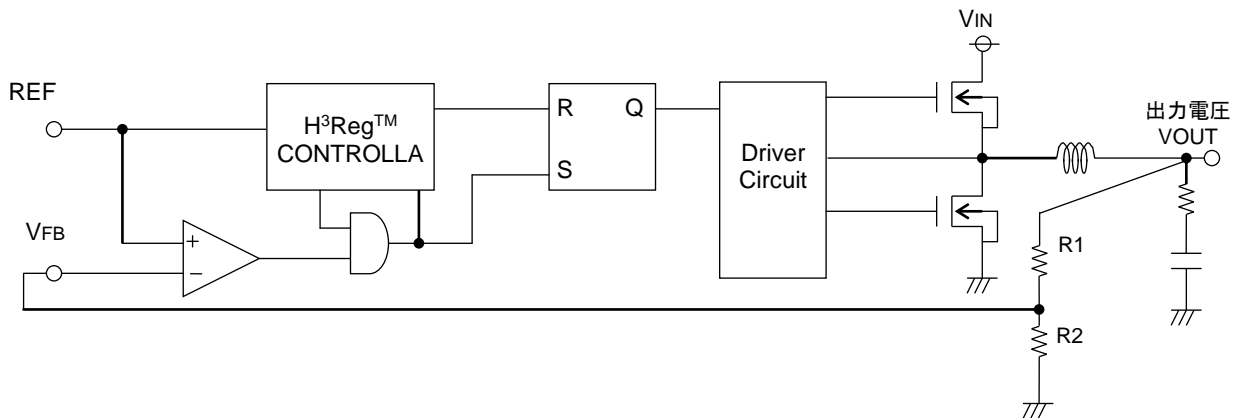 VIN
REF
H³Reg™
CONTROLLA
R
Q
S
Driver
Circuit
出力電圧
VOUT
VFB
+
−
R1
R2